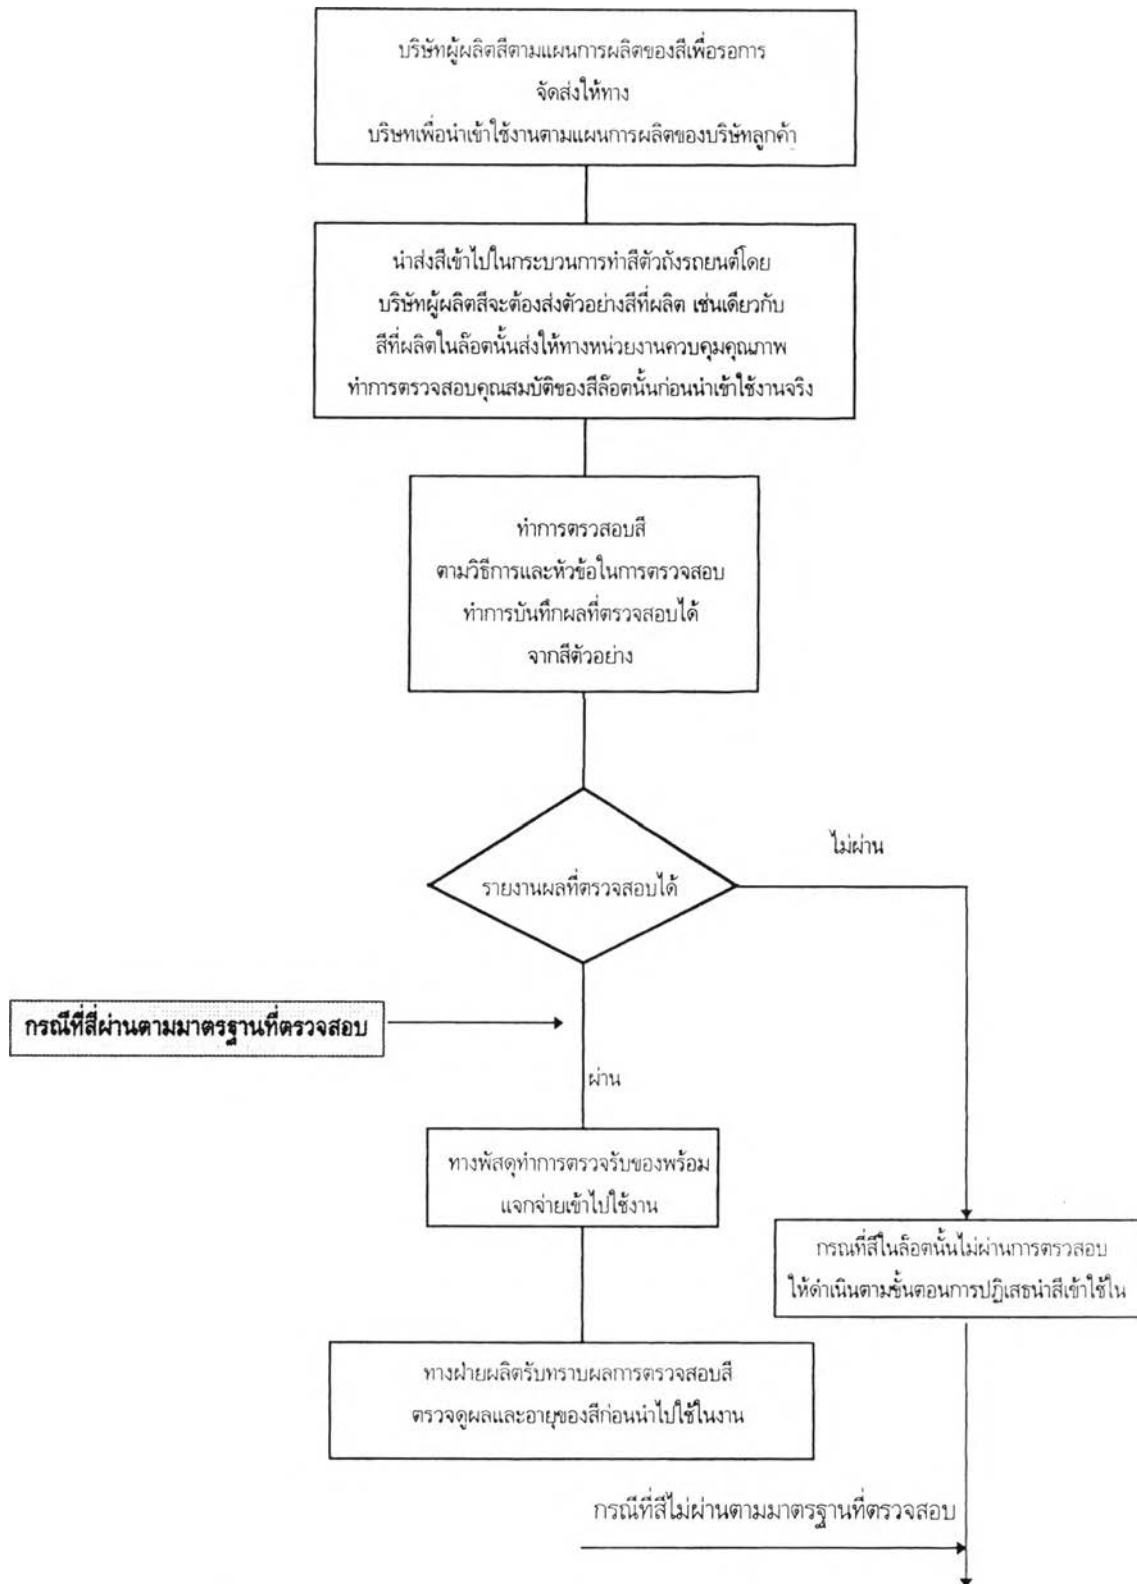 บริษัทผู้ผลิตสีตามแผนการผลิตของสีเพื่อรอการ
จัดส่งให้ทาง
บริษทเพื่อนำเข้าใช้งานตามแผนการผลิตของบริษัทลูกค้า
นำส่งสีเข้าไปในกระบวนการทำสีตัวถังรถยนต์โดย
บริษัทผู้ผลิตสีจะต้องส่งตัวอย่างสีที่ผลิต เช่นเดียวกับ
สีที่ผลิตในล๊อตนั้นส่งให้ทางหน่วยงานควบคุมคุณภาพ
ทำการตรวจสอบคุณสมบัติของสีล๊อตนั้นก่อนนำเข้าใช้งานจริง
ทำการตรวสอบสี
ตามวิธีการและหัวข้อในการตรวจสอบ
ทำการบันทึกผลที่ตรวจสอบได้
จากสีตัวอย่าง
ไม่ผ่าน
รายงานผลที่ตรวจสอบได้
กรณีที่สีผ่านตามมาตรฐานที่ตรวจสอบ
ผ่าน
ทางพัสดุทำการตรวจรับของพร้อม
แจกจ่ายเข้าไปใช้งาน
กรณที่สีในล็อตนั้นไม่ผ่านการตรวสอบ
ให้ดำเนินตามขั้นตอนการปฏิเสธนำสีเข้าใช้ใน
ทางฝ่ายผลิตรับทราบผลการตรวจสอบสี
ตรวจดูผลและอายุของสีก่อนนำไปใช้ในงาน
กรณีที่สีไม่ผ่านตามมาตรฐานที่ตรวจสอบ